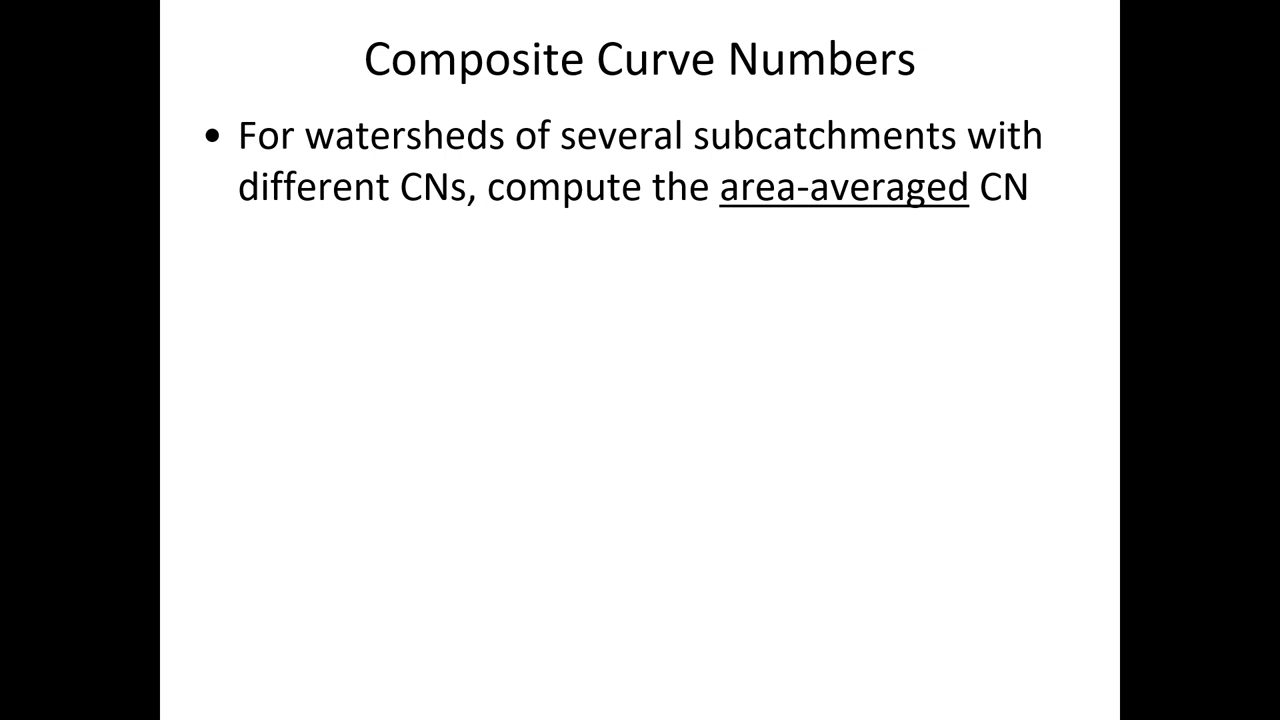 Composite Curve Numbers
• For watersheds of several subcatchments with
different CNs, compute the area-averaged CN